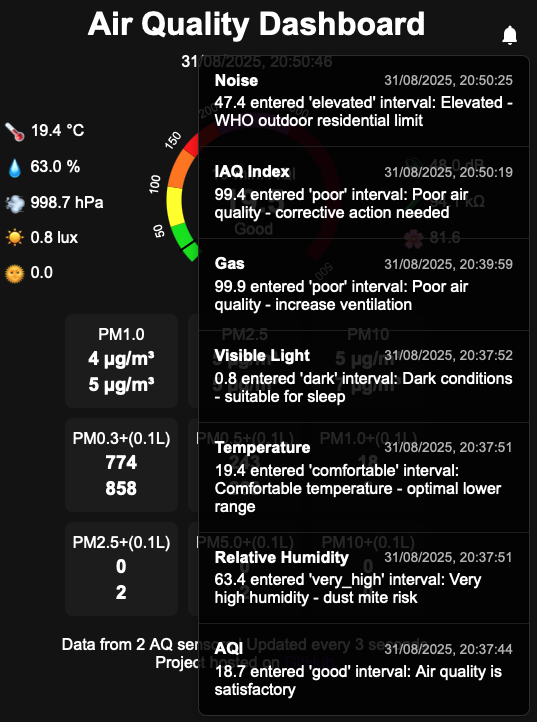 Air Quality Dashboard
31/08/2025, 20:50:46
19.4 °C
63.0 %
998.7 hPa
0.8 lux
0.0
50
100
150
200
500
Good
48.0 dB
kΩ
81.6
PM1.0
4 µg/m³
5 µg/m³
PM2.5
PM10
5 µg/m³
µg/m³
PM0.3+(0.1L)
774
858
PM0.5+(0.1L)
243
PM1.0+(0.1L)
18
PM2.5+(0.1L)
0
2
PM5.0+(0.1L)
0
PM10+(0.1L)
0
Data from 2 AQ sensors | Updated every 3 seconds
Project hosted on
Noise
31/08/2025, 20:50:25
47.4 entered 'elevated' interval: Elevated -
WHO outdoor residential limit
IAQ Index
31/08/2025, 20:50:19
99.4 entered 'poor' interval: Poor air
quality - corrective action needed
Gas
31/08/2025, 20:39:59
99.9 entered 'poor' interval: Poor air
quality - increase ventilation
Visible Light
31/08/2025, 20:37:52
0.8 entered 'dark' interval: Dark conditions
- suitable for sleep
Temperature
31/08/2025, 20:37:51
19.4 entered 'comfortable' interval:
Comfortable temperature - optimal lower
range
Relative Humidity
31/08/2025, 20:37:51
63.4 entered 'very_high' interval: Very
high humidity - dust mite risk
AQI
31/08/2025, 20:37:44
18.7 entered 'good' interval: Air quality is
satisfactory